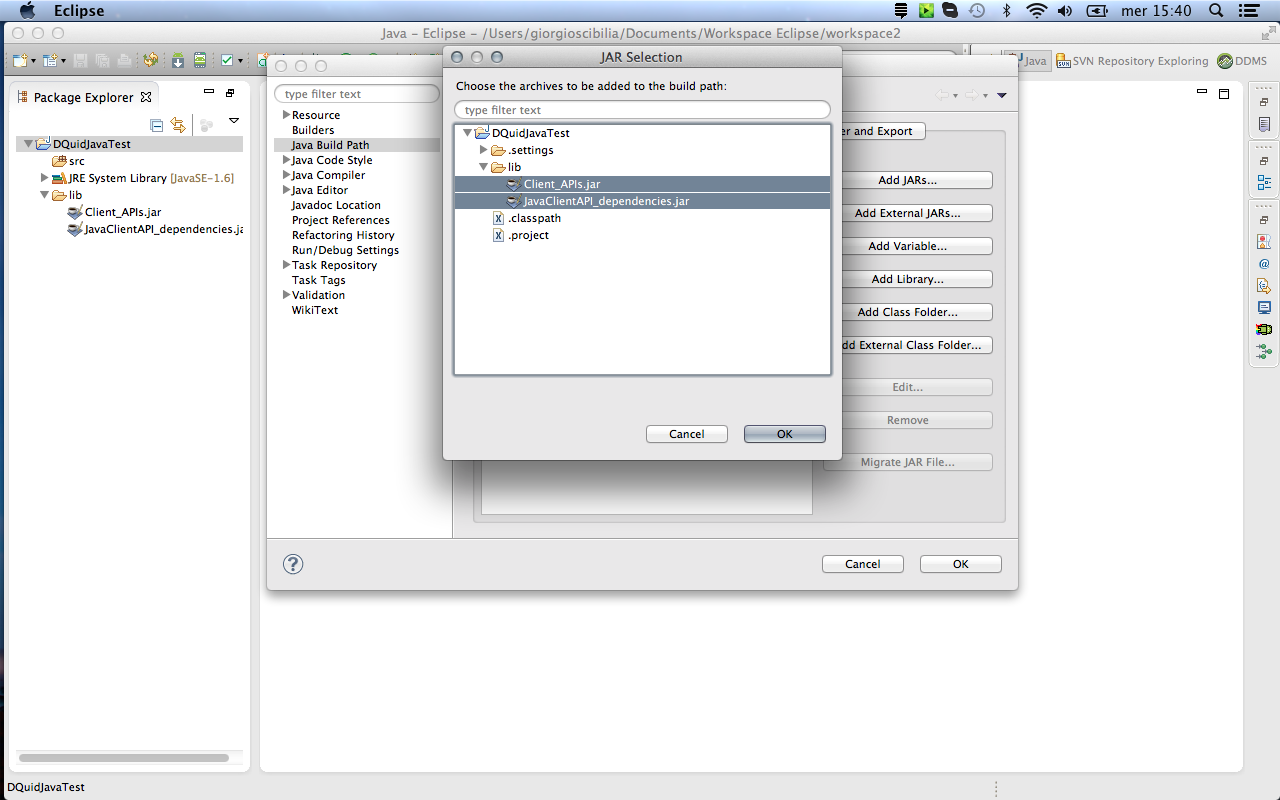 Eclipse
mer 15:40
Java – Eclipse – /Users/giorgioscibilia/Documents/Workspace Eclipse/workspace2
Java
SVN Repository Exploring
DDMS
Package Explorer
DQuidJavaTest
src
JRE System Library [JavaSE-1.6]
lib
Client_APIs.jar
JavaClientAPI_dependencies.ja
type filter text
Resource
Builders
Java Build Path
Java Code Style
Java Compiler
Java Editor
Javadoc Location
Project References
Refactoring History
Run/Debug Settings
Task Repository
Task Tags
Validation
WikiText
JAR Selection
Choose the archives to be added to the build path:
type filter text
DQuidJavaTest
.settings
lib
Client_APIs.jar
JavaClientAPI_dependencies.jar
.classpath
.project
Cancel
OK
er and Export
Add JARs...
Add External JARs...
Add Variable...
Add Library...
Add Class Folder...
dd External Class Folder...
Edit...
Remove
Migrate JAR File...
?
Cancel
OK
DQuidJavaTest